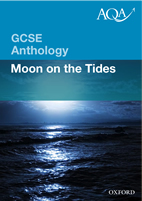 AQA
GCSE
Anthology
Moon on the Tides
OXFORD